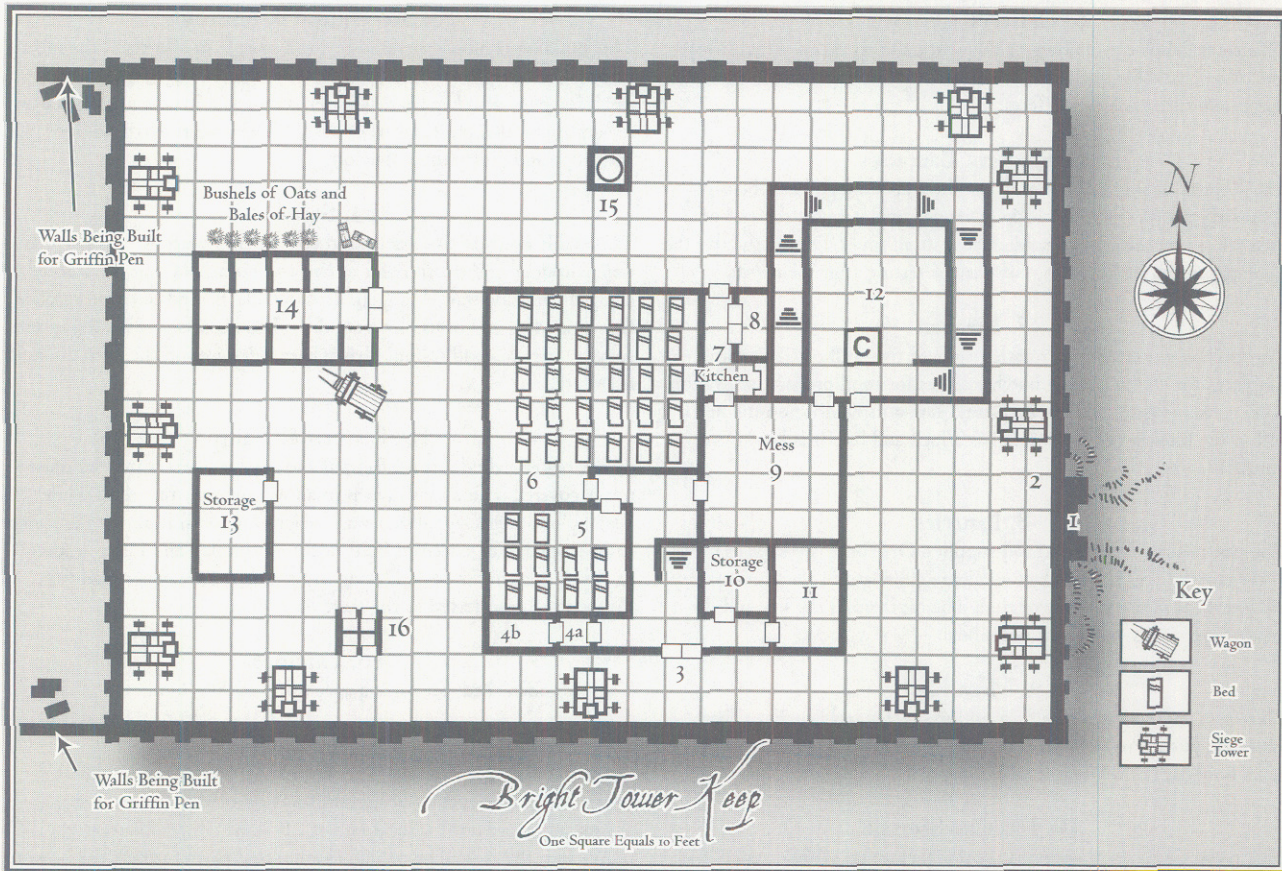 Walls Being Built
for Griffin Pen
Bushels of Oats and
Bales of Hay
15
N
14
12
8
C
7
Kitchen
Mess
9
2
6
Storage
13
5
1
Storage
10
11
Key
4b
4a
16
3
Wagon
Bed
Siege
Tower
Walls Being Built
for Griffin Pen
Bright Tower Keep
One Square Equals 10 Feet